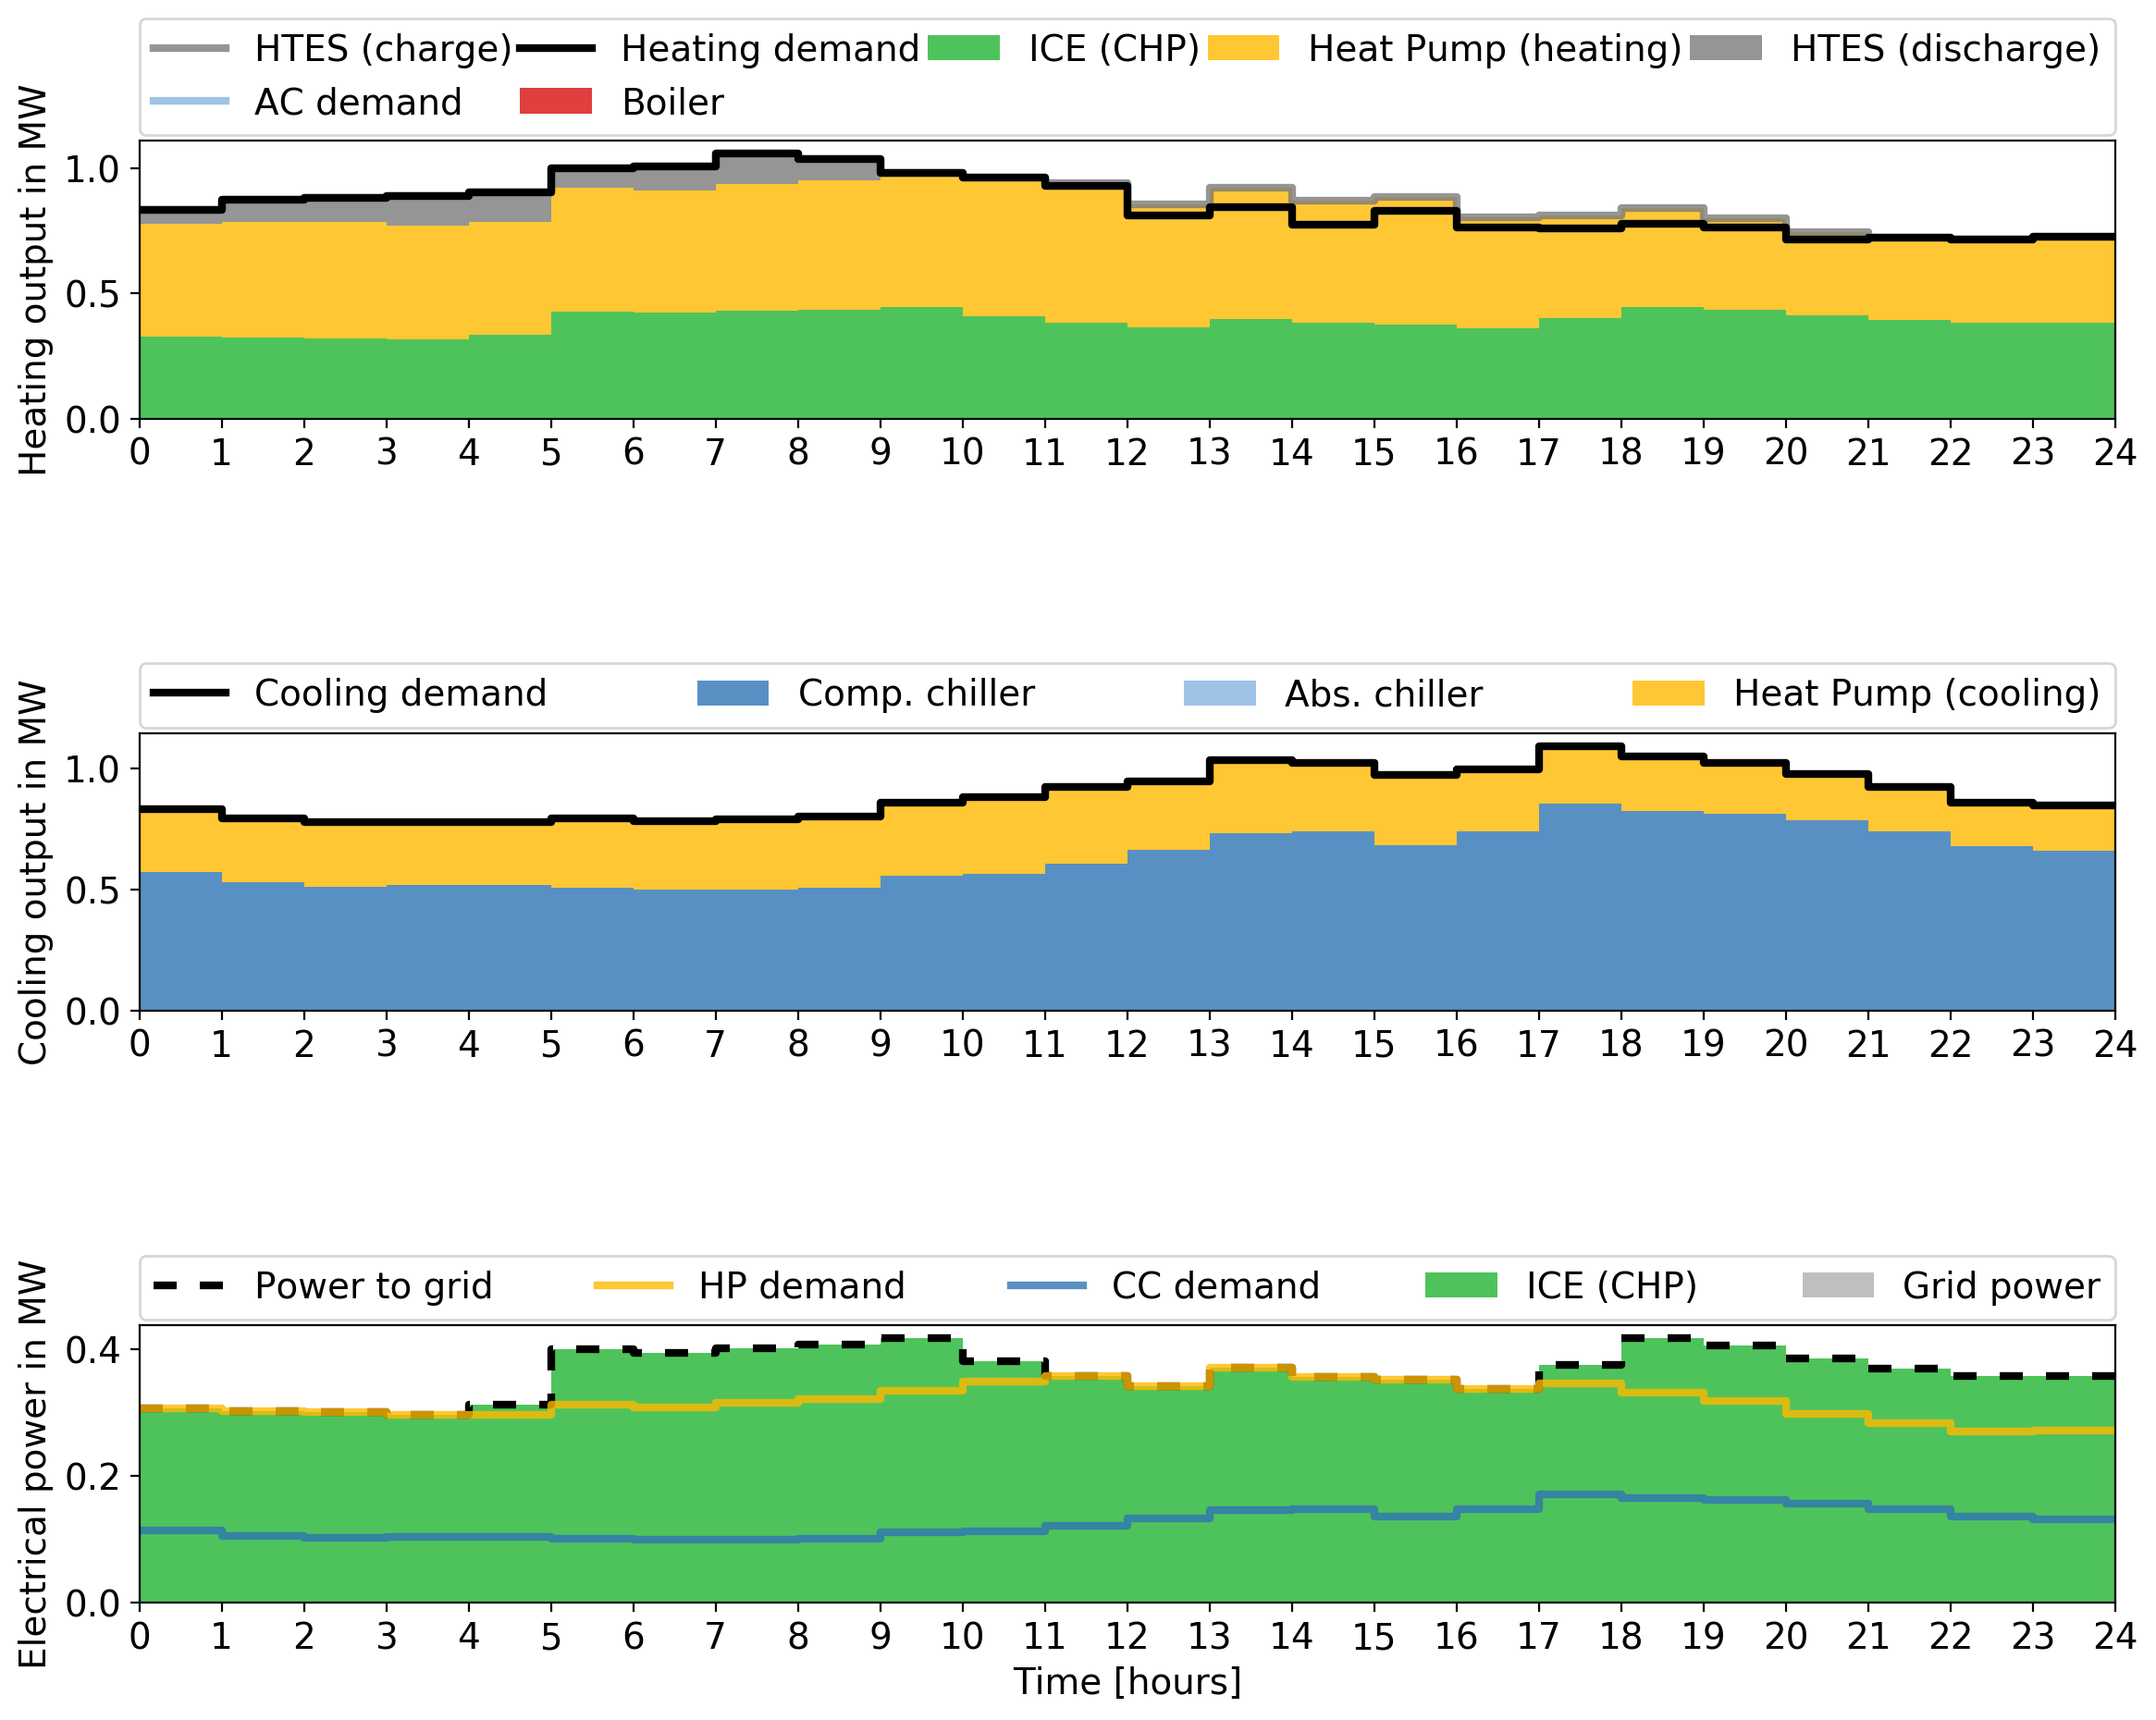 HTES (charge) Heating demand ICE (CHP) Heat Pump (heating) HTES (discharge)
AC demand Boiler
Heating output in MW
1.0
0.5
0.0
0 1 2 3 4 5 6 7 8 9 10 11 12 13 14 15 16 17 18 19 20 21 22 23 24
Cooling demand Comp. chiller Abs. chiller Heat Pump (cooling)
Cooling output in MW
1.0
0.5
0.0
0 1 2 3 4 5 6 7 8 9 10 11 12 13 14 15 16 17 18 19 20 21 22 23 24
Power to grid HP demand CC demand ICE (CHP) Grid power
Electrical power in MW
0.4
0.2
0.0
0 1 2 3 4 5 6 7 8 9 10 11 12 13 14 15 16 17 18 19 20 21 22 23 24
Time [hours]